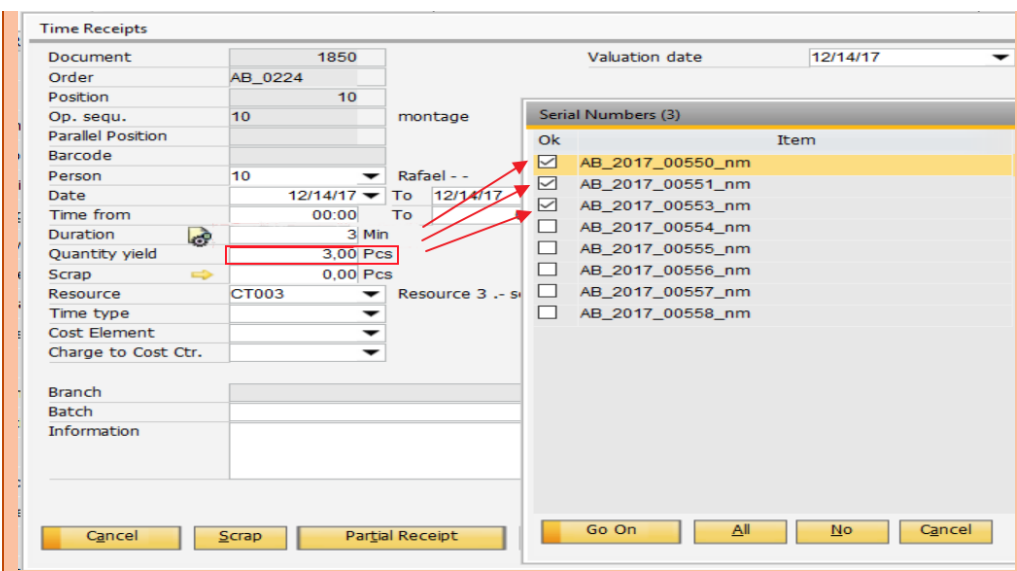 Time Receipts
Document 1850 Valuation date 12/14/17
Order AB_0224
Position 10
Op. sequ. 10 montage
Parallel Position
Barcode
Person 10 Rafael - -
Date 12/14/17 To 12/14/17
Time from 00:00 To
Duration 3 Min
Quantity yield 3,00 Pcs
Scrap 0,00 Pcs
Resource CT003 Resource 3 .- s
Time type
Cost Element
Charge to Cost Ctr.
Branch
Batch
Information
Cancel Scrap Partial Receipt
Serial Numbers (3)
Ok Item
AB_2017_00550_nm
AB_2017_00551_nm
AB_2017_00553_nm
AB_2017_00554_nm
AB_2017_00555_nm
AB_2017_00556_nm
AB_2017_00557_nm
AB_2017_00558_nm
Go On All No Cancel